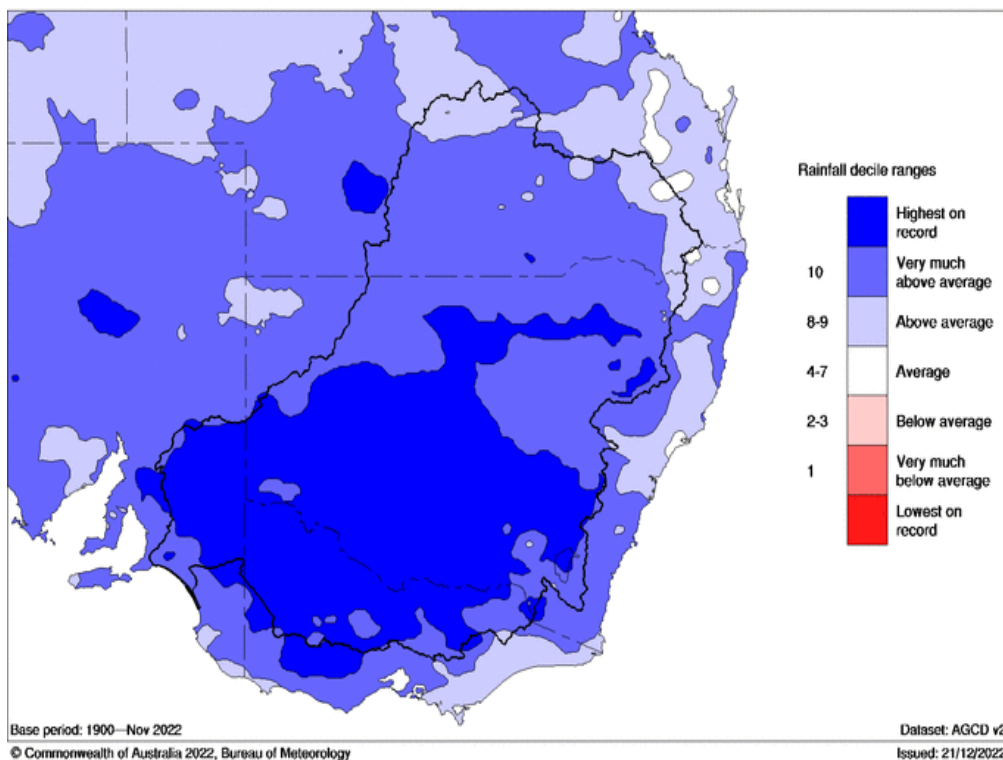 Rainfall decile ranges
Highest on
record
10
Very much
above average
8-9
Above average
4-7
Average
2-3
Below average
1
Very much
below average
Lowest on
record
Base period: 1900—Nov 2022
Dataset: AGCD v2
© Commonwealth of Australia 2022, Bureau of Meteorology
Issued: 21/12/2022